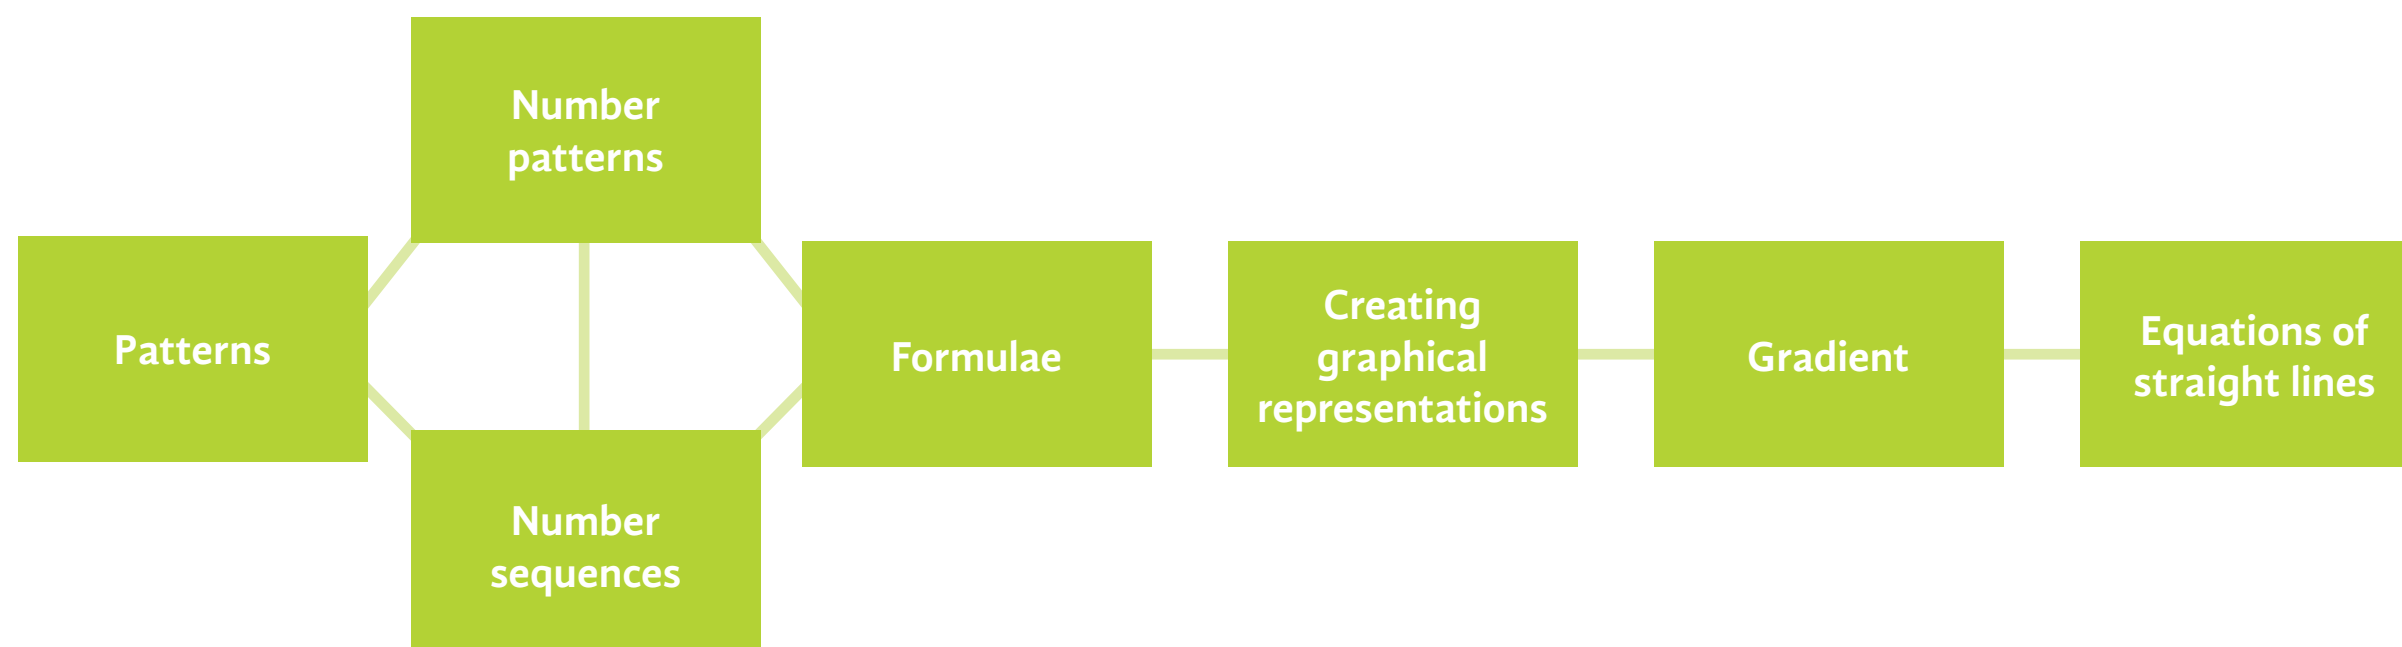 Number
patterns
Patterns
Number
sequences
Formulae
Creating
graphical
representations
Gradient
Equations of
straight lines